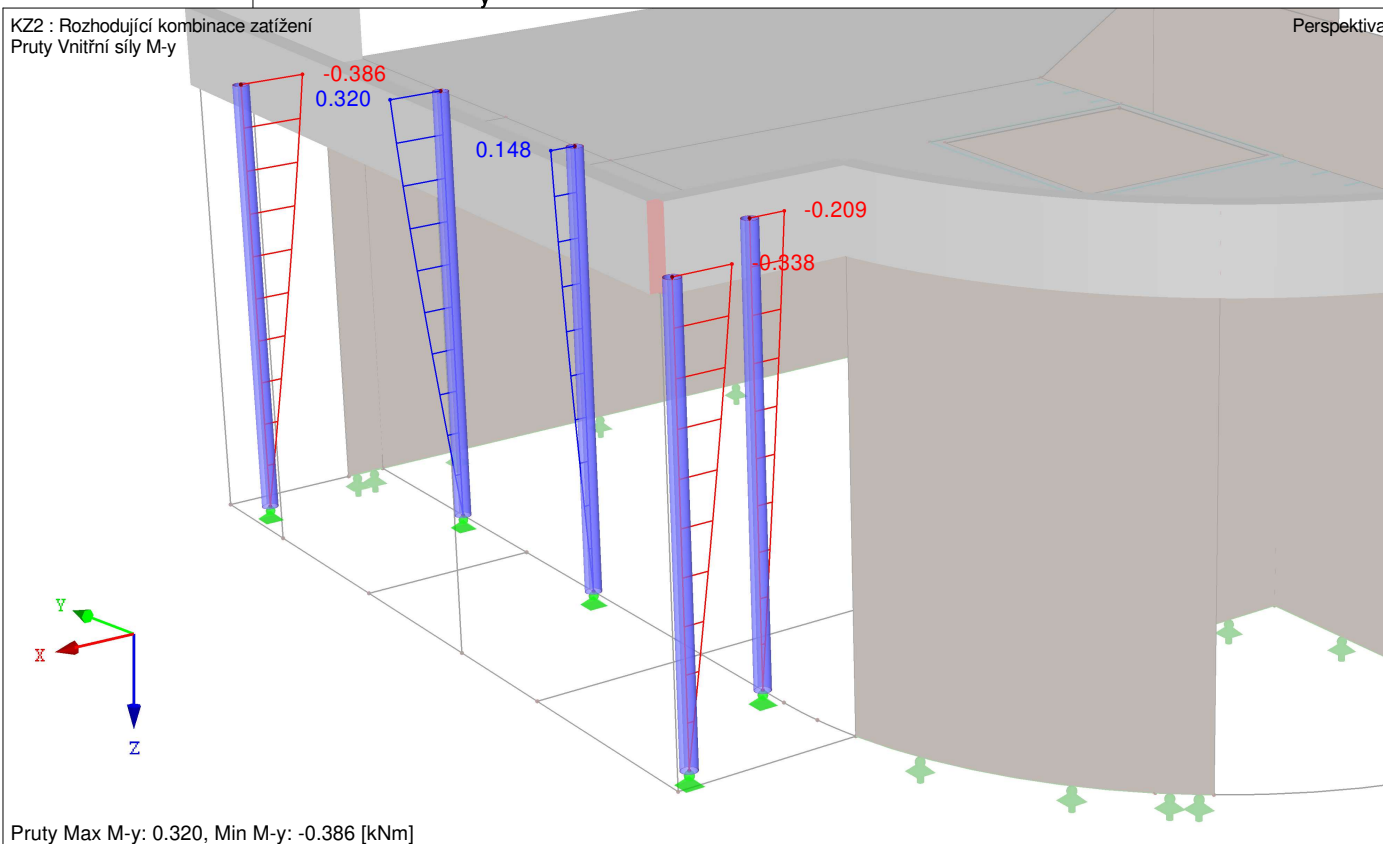 KZ2 : Rozhodující kombinace zatížení
Perspektiva
Pruty Vnitřní síly M-y
-0.386
0.320
0.148
-0.209
-0.338
Y
X
Z
Pruty Max M-y: 0.320, Min M-y: -0.386 [kNm]